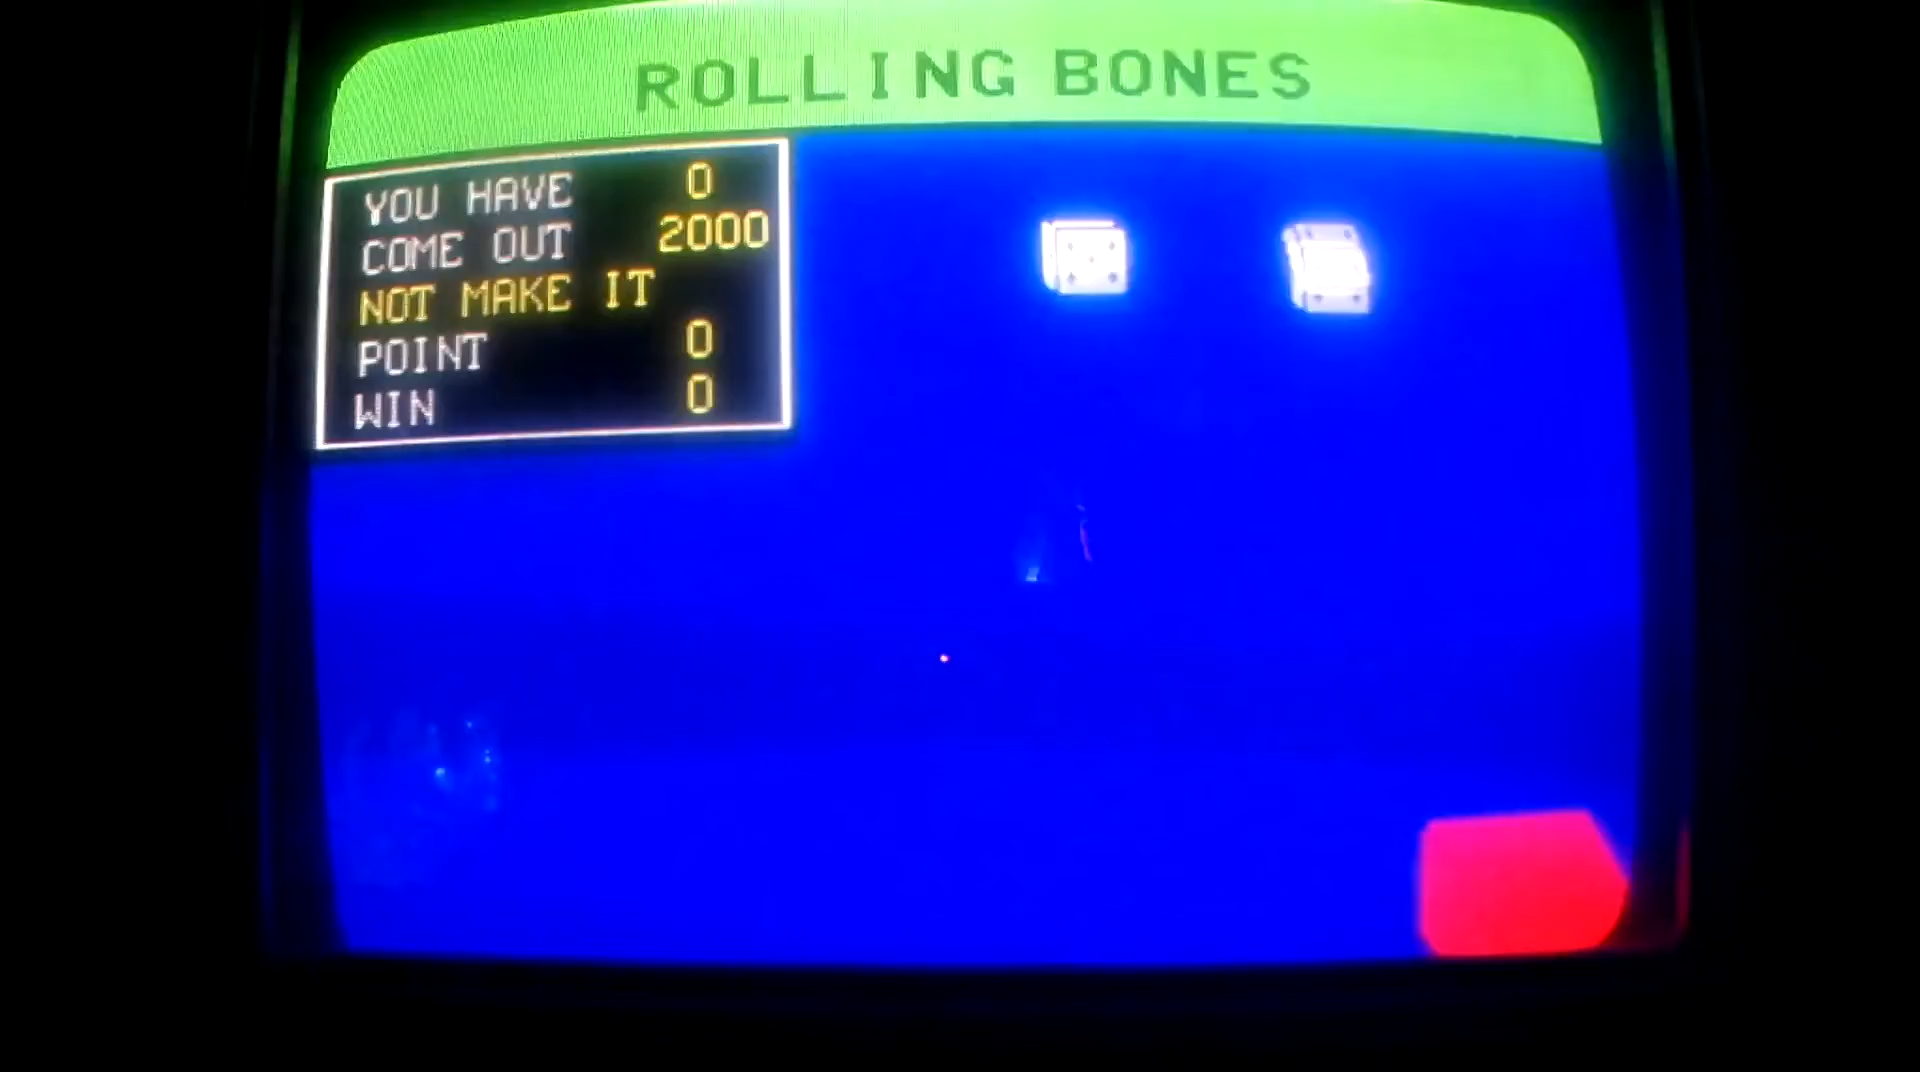 ROLLING BONES
YOU HAVE 0
COME OUT 2000
NOT MAKE IT
POINT 0
WIN 0